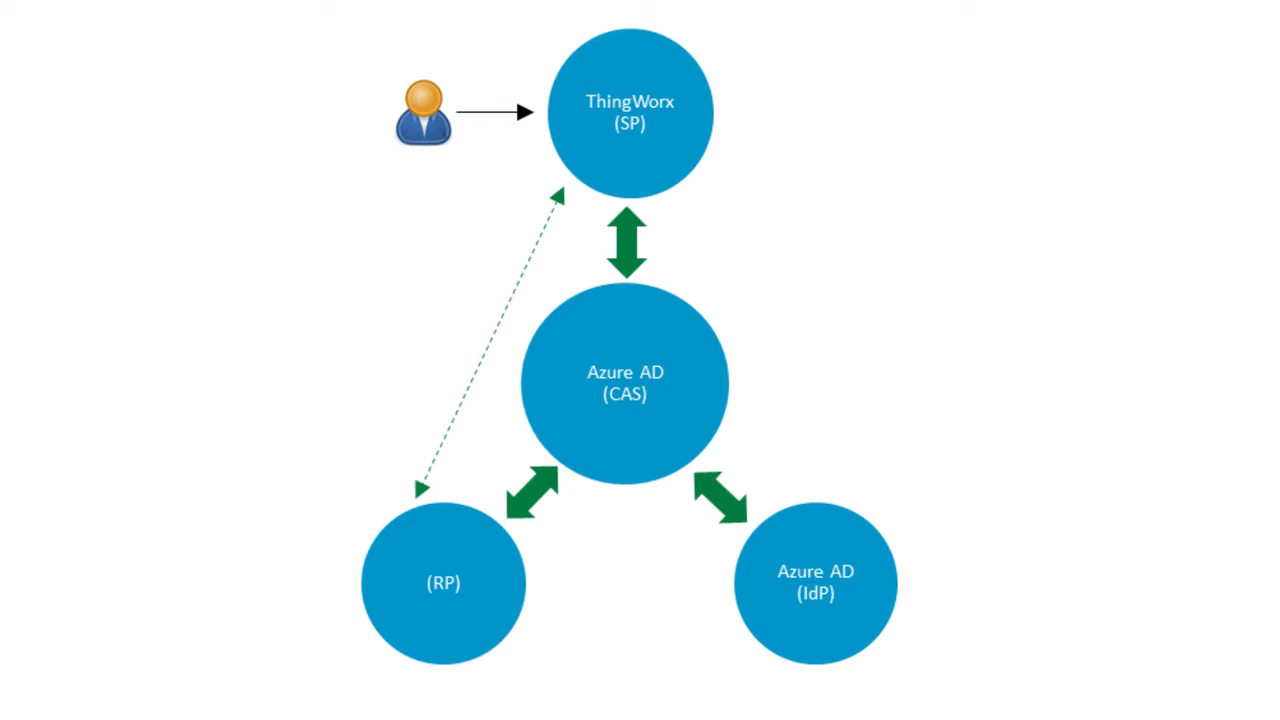 ThingWorx
(SP)
Azure AD
(CAS)
(RP)
Azure AD
(IdP)